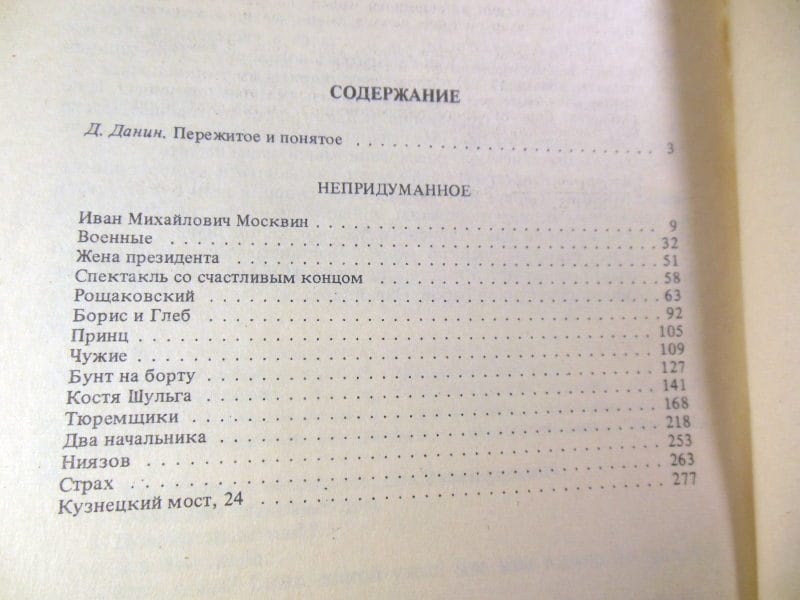 СОДЕРЖАНИЕ
Д. Данин. Пережитое и понятое . . . . . . . . . . 3
НЕПРИДУМАННОЕ
Иван Михайлович Москвин . . . . . . . . . . 9
Военные . . . . . . . . . . 32
Жена президента . . . . . . . . . . 51
Спектакль со счастливым концом . . . . . . . . . . 58
Рощаковский . . . . . . . . . . 63
Борис и Глеб . . . . . . . . . . 92
Принц . . . . . . . . . . 105
Чужие . . . . . . . . . . 109
Бунт на борту . . . . . . . . . . 127
Костя Шульга . . . . . . . . . . 141
Тюремщики . . . . . . . . . . 168
Два начальника . . . . . . . . . . 218
Ниязов . . . . . . . . . . 253
Страх . . . . . . . . . . 263
Кузнецкий мост, 24 . . . . . . . . . . 277